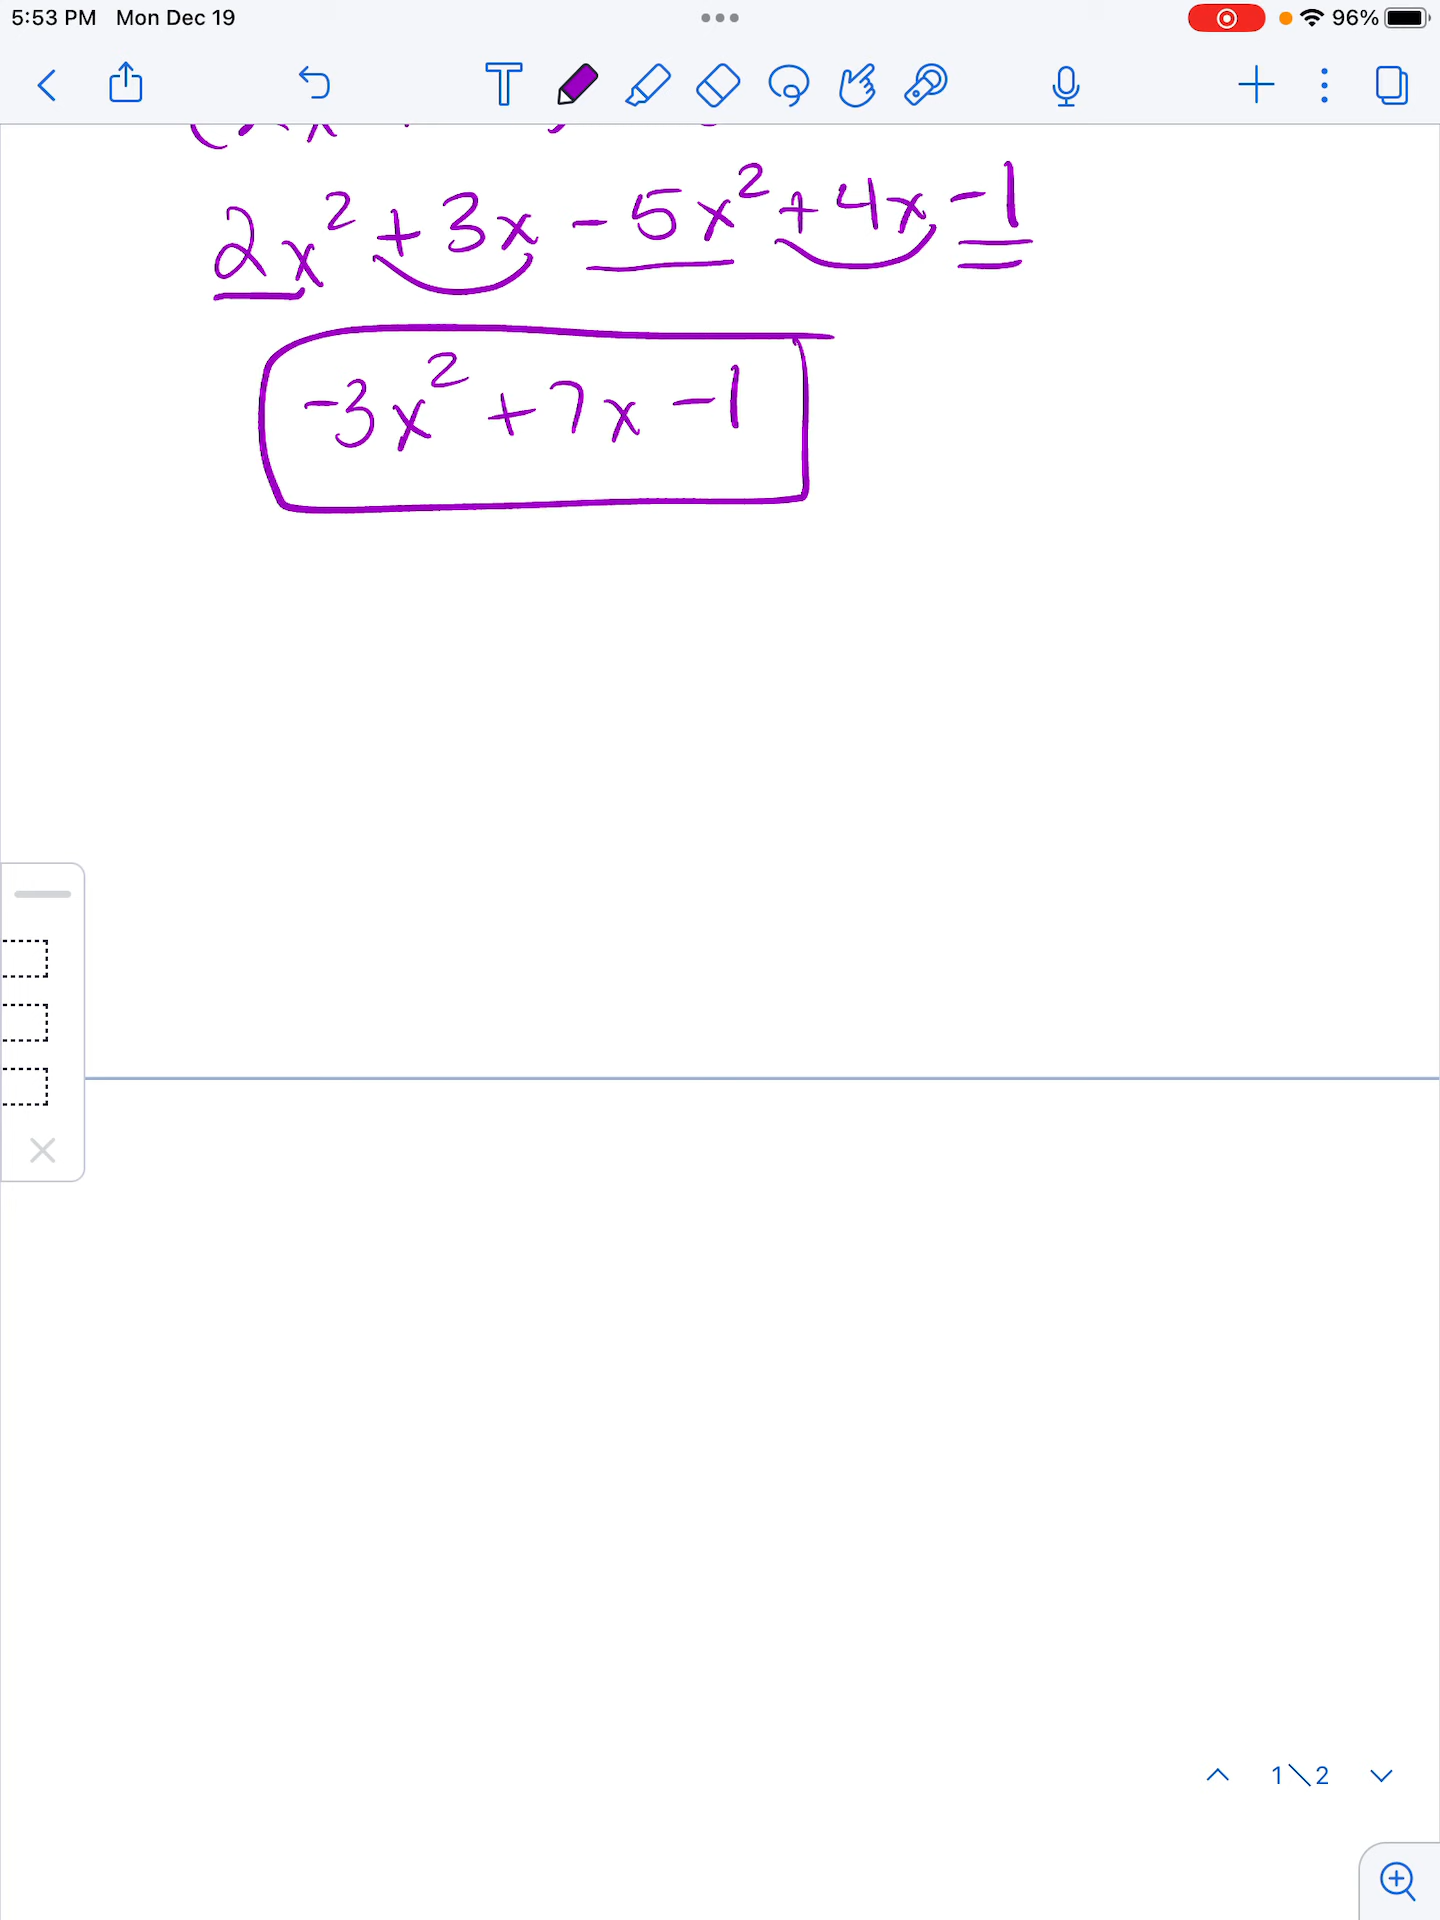 5:53 PM Mon Dec 19 96%
2x² + 3x - 5x² + 4x - 1
-3x² + 7x - 1
1\2